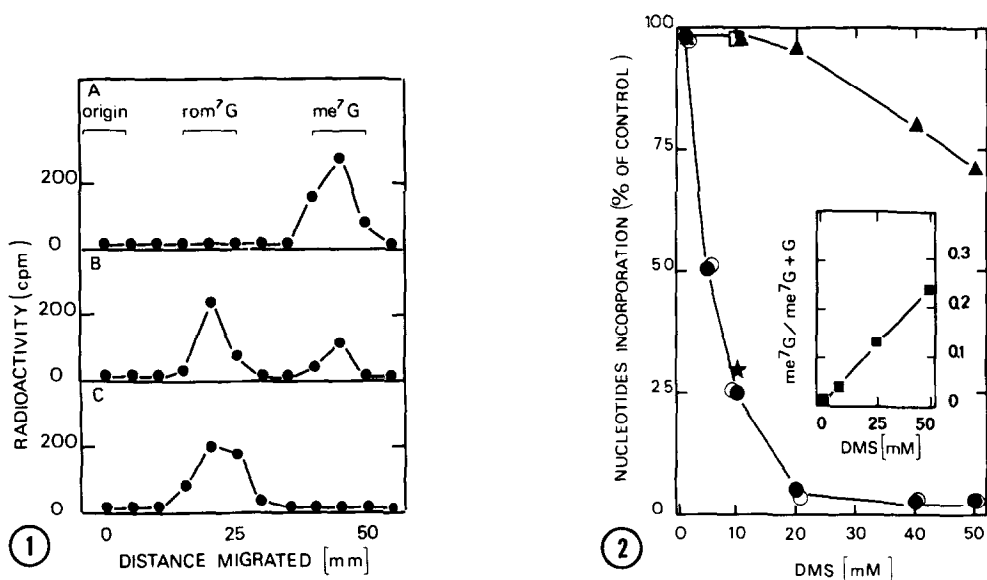 A
origin rom⁷G me⁷G
200
0
B
200
0
C
200
0
0 25 50
DISTANCE MIGRATED [mm]
RADIOACTIVITY (cpm)
1
100
75
50
25
0
0 10 20 30 40 50
DMS [mM]
NUCLEOTIDES INCORPORATION (% OF CONTROL)
me⁷G / me⁷G + G
0.3
0.2
0.1
0
0 25 50
DMS [mM]
2